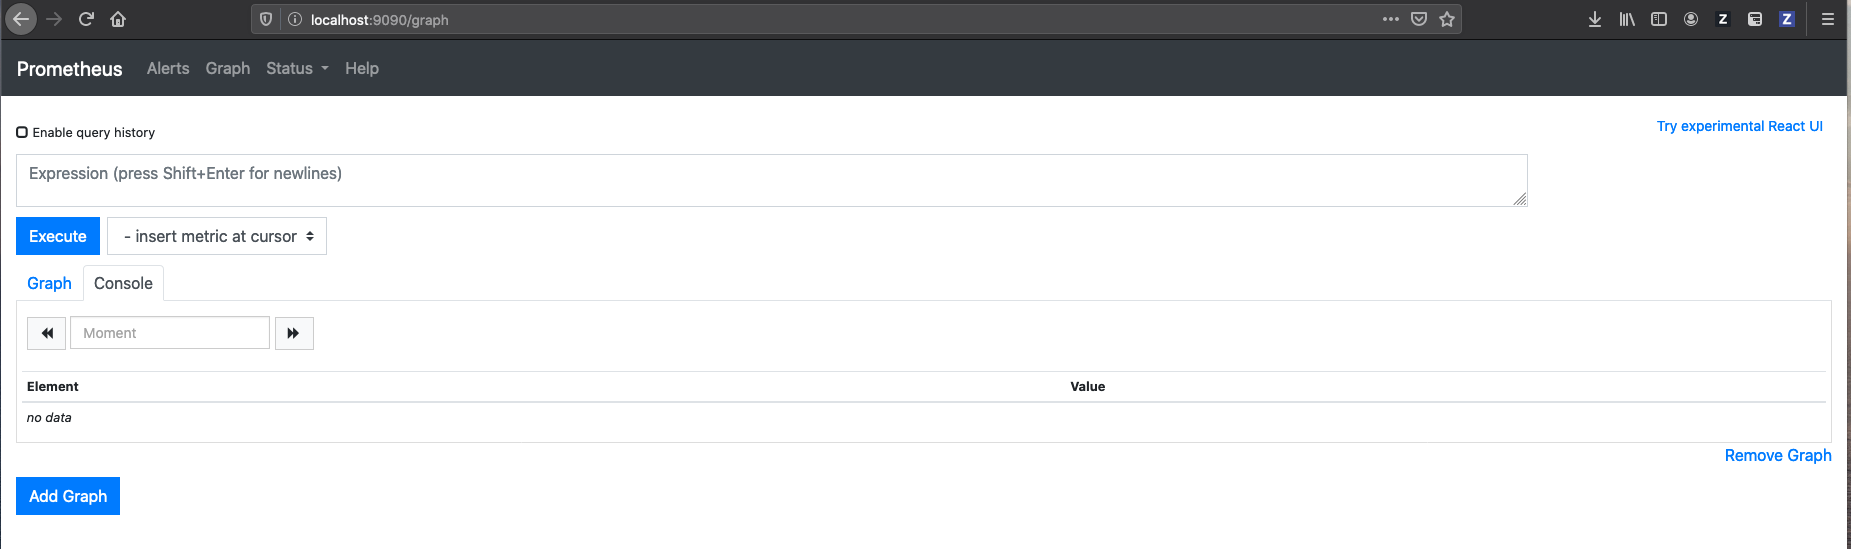 localhost:9090/graph
Z
Z
Prometheus Alerts Graph Status Help
Enable query history
Try experimental React UI
Expression (press Shift+Enter for newlines)
Execute - insert metric at cursor
Graph Console
Moment
Element Value
no data
Remove Graph
Add Graph